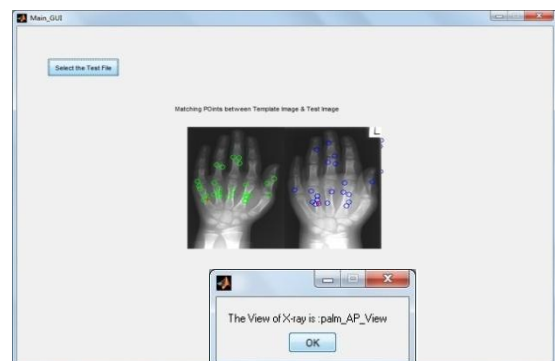 Main_GUI
Select the Test File
Matching POints between Template Image & Test Image
L
The View of X-ray is :palm_AP_View
OK